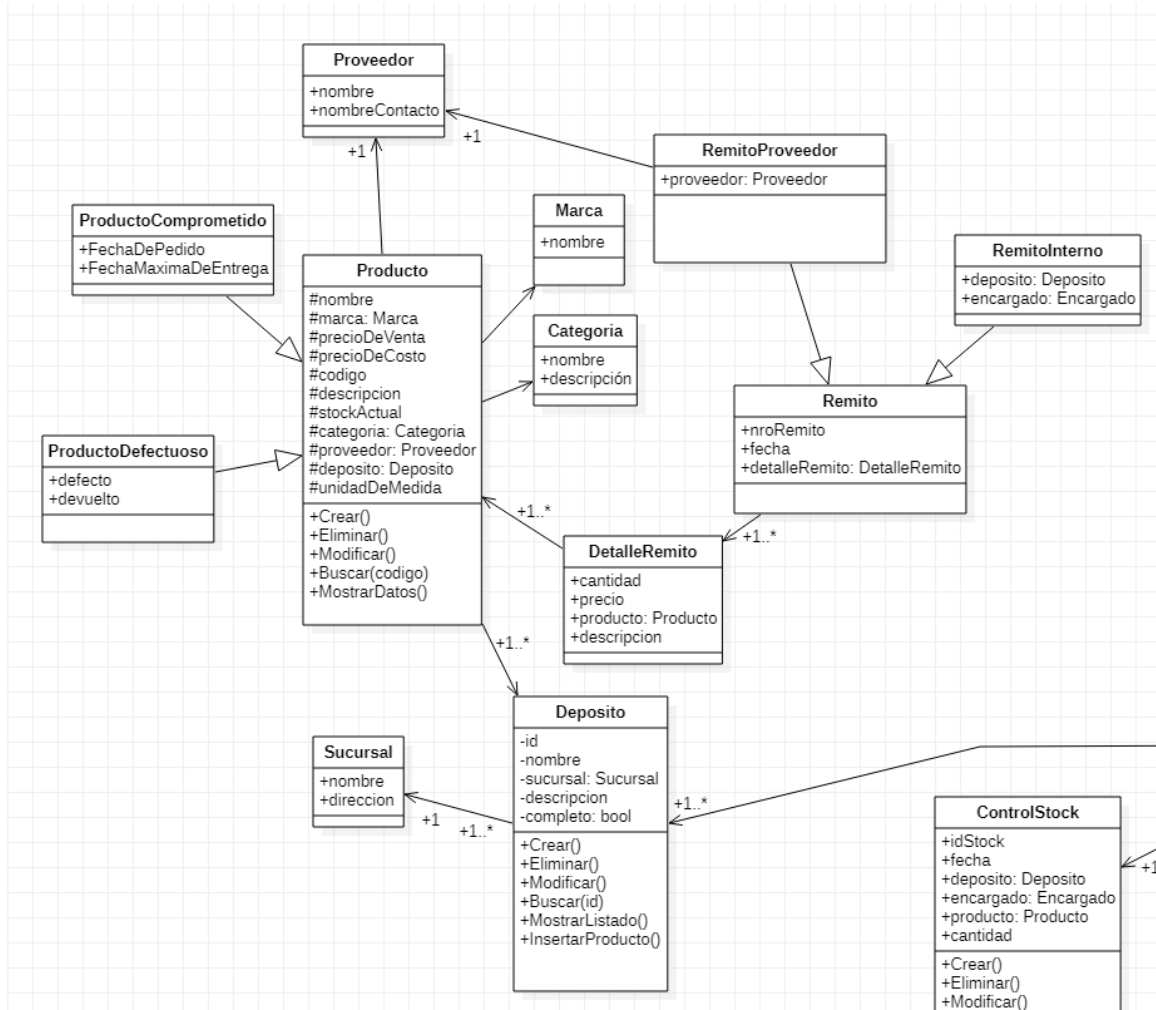 Proveedor
+nombre
+nombreContacto
+1
+1
RemitoProveedor
+proveedor: Proveedor
ProductoComprometido
+FechaDePedido
+FechaMaximaDeEntrega
Marca
+nombre
RemitoInterno
+deposito: Deposito
+encargado: Encargado
Producto
#nombre
#marca: Marca
#precioDeVenta
#precioDeCosto
#codigo
#descripcion
#stockActual
#categoria: Categoria
#proveedor: Proveedor
#deposito: Deposito
#unidadDeMedida
+Crear()
+Eliminar()
+Modificar()
+Buscar(codigo)
+MostrarDatos()
Categoria
+nombre
+descripción
Remito
+nroRemito
+fecha
+detalleRemito: DetalleRemito
ProductoDefectuoso
+defecto
+devuelto
+1..*
+1..*
DetalleRemito
+cantidad
+precio
+producto: Producto
+descripcion
+1..*
Deposito
-id
-nombre
-sucursal: Sucursal
-descripcion
-completo: bool
+Crear()
+Eliminar()
+Modificar()
+Buscar(id)
+MostrarListado()
+InsertarProducto()
Sucursal
+nombre
+direccion
+1
+1..*
+1..*
ControlStock
+idStock
+fecha
+deposito: Deposito
+encargado: Encargado
+producto: Producto
+cantidad
+Crear()
+Eliminar()
+Modificar()
+1